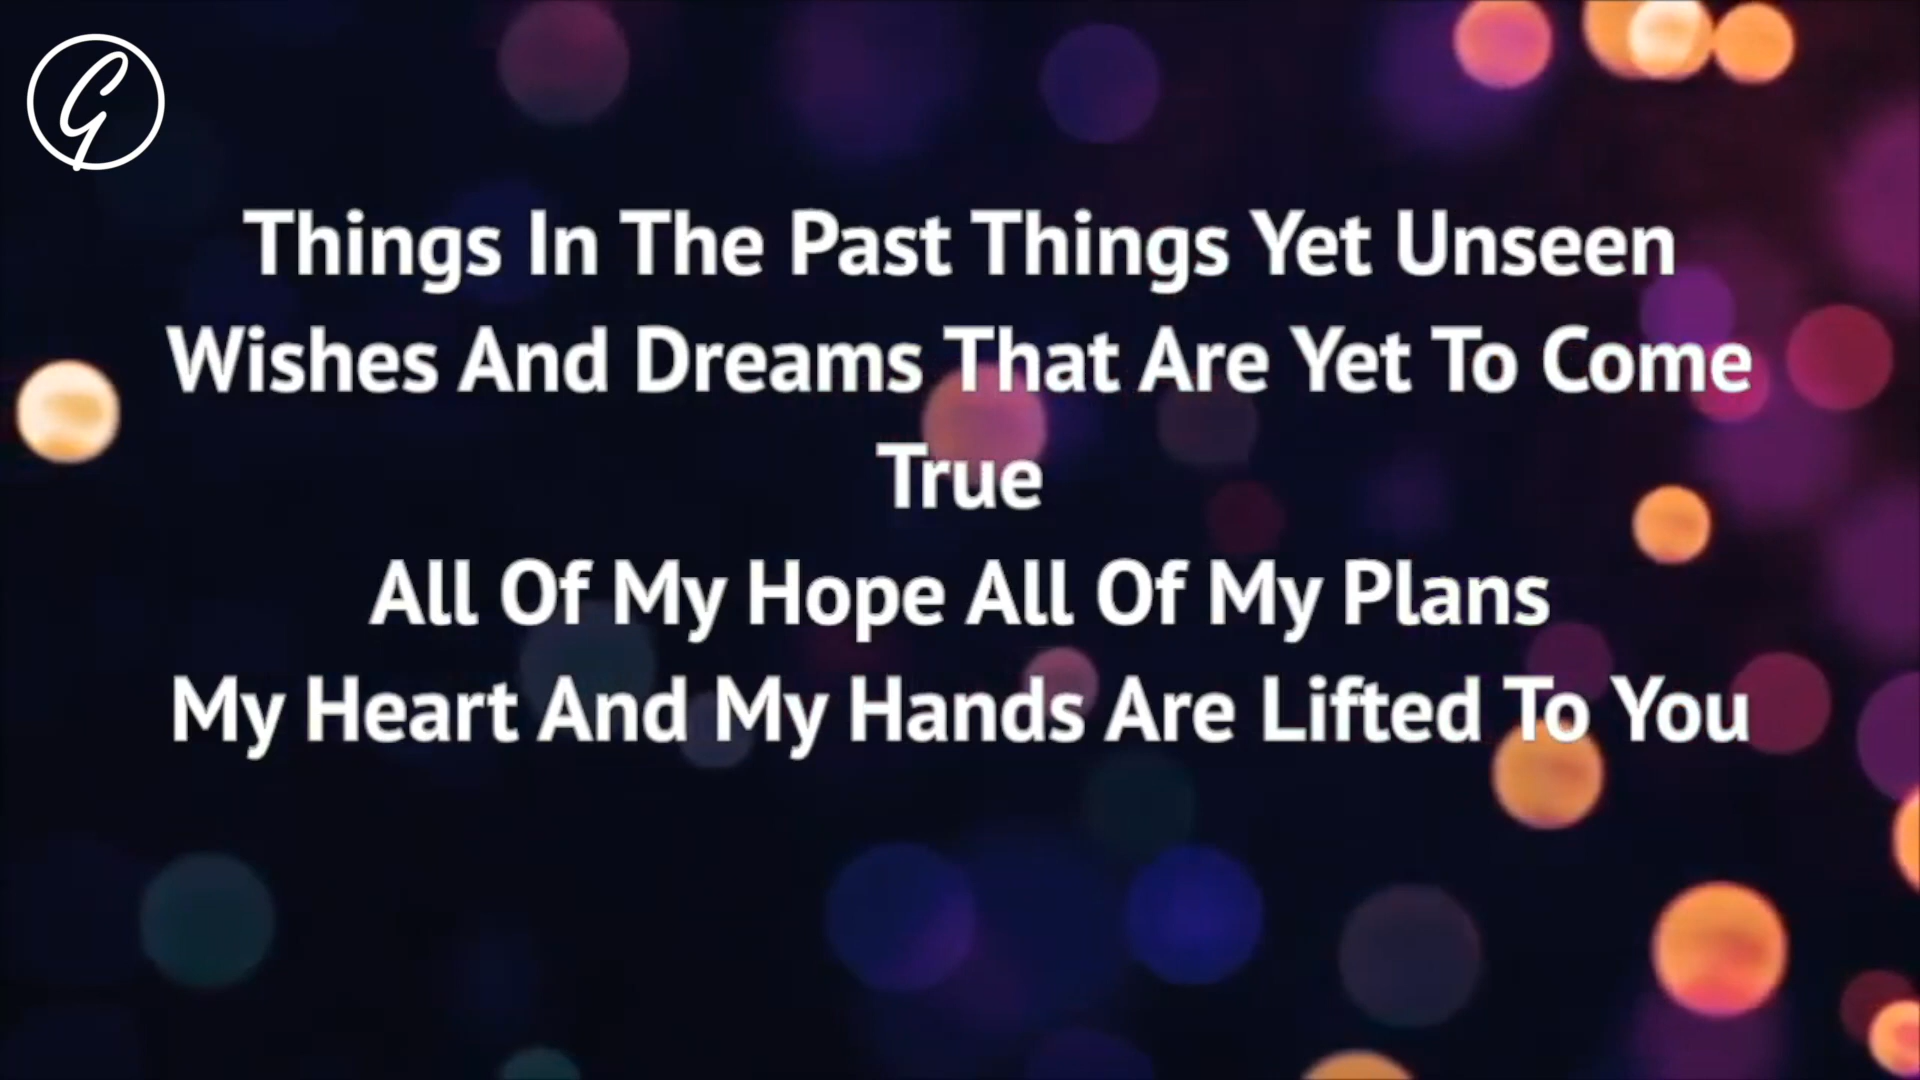 G
Things In The Past Things Yet Unseen
Wishes And Dreams That Are Yet To Come
True
All Of My Hope All Of My Plans
My Heart And My Hands Are Lifted To You